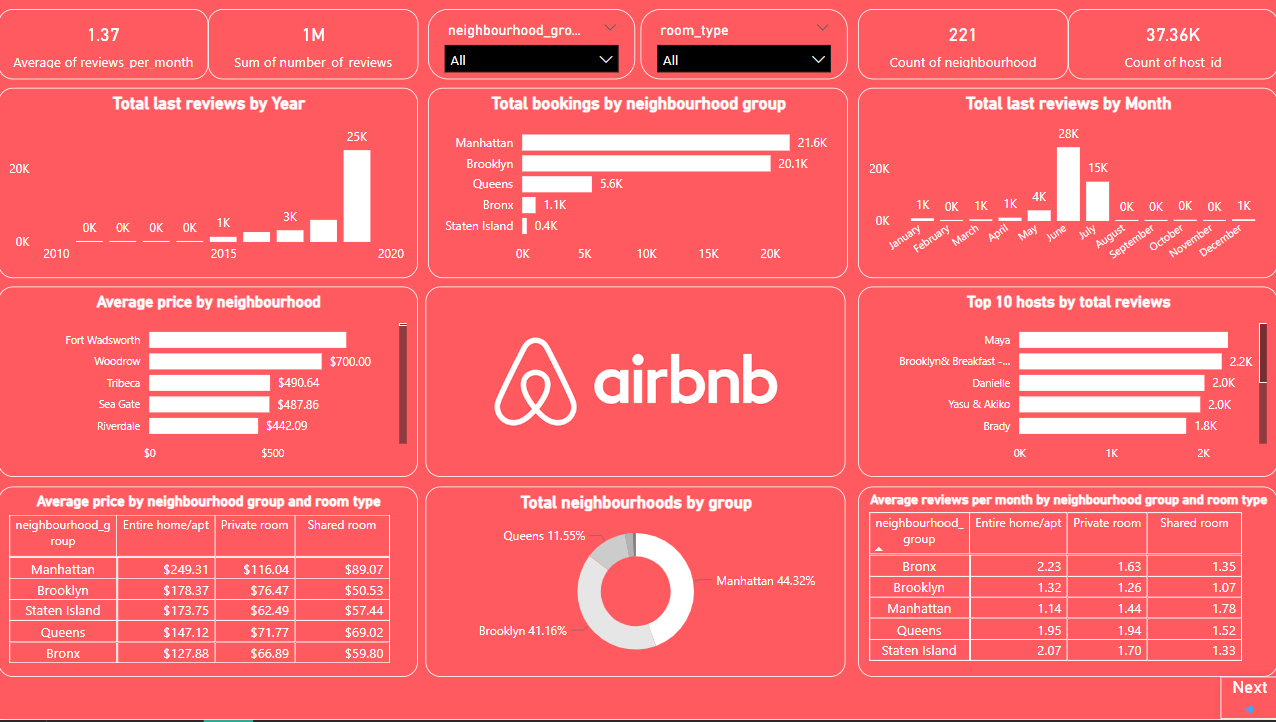 1.37
Average of reviews_per_month
1M
Sum of number_of_reviews
neighbourhood_gro...
All
room_type
All
221
Count of neighbourhood
37.36K
Count of host_id
Total last reviews by Year
20K
0K
0K
0K
0K
0K
1K
3K
25K
2010
2015
2020
Total bookings by neighbourhood group
Manhattan 21.6K
Brooklyn 20.1K
Queens 5.6K
Bronx 1.1K
Staten Island 0.4K
0K 5K 10K 15K 20K
Total last reviews by Month
20K
0K
1K 0K 1K 1K 4K 28K 15K 0K 0K 0K 0K 1K
January February March April May June July August September October November December
Average price by neighbourhood
Fort Wadsworth
Woodrow $700.00
Tribeca $490.64
Sea Gate $487.86
Riverdale $442.09
$0 $500
airbnb
Top 10 hosts by total reviews
Maya
Brooklyn& Breakfast -... 2.2K
Danielle 2.0K
Yasu & Akiko 2.0K
Brady 1.8K
0K 1K 2K
Average price by neighbourhood group and room type
neighbourhood_g
roup
Entire home/apt Private room Shared room
Manhattan $249.31 $116.04 $89.07
Brooklyn $178.37 $76.47 $50.53
Staten Island $173.75 $62.49 $57.44
Queens $147.12 $71.77 $69.02
Bronx $127.88 $66.89 $59.80
Total neighbourhoods by group
Queens 11.55%
Manhattan 44.32%
Brooklyn 41.16%
Average reviews per month by neighbourhood group and room type
neighbourhood_
group
Entire home/apt Private room Shared room
Bronx 2.23 1.63 1.35
Brooklyn 1.32 1.26 1.07
Manhattan 1.14 1.44 1.78
Queens 1.95 1.94 1.52
Staten Island 2.07 1.70 1.33
Next